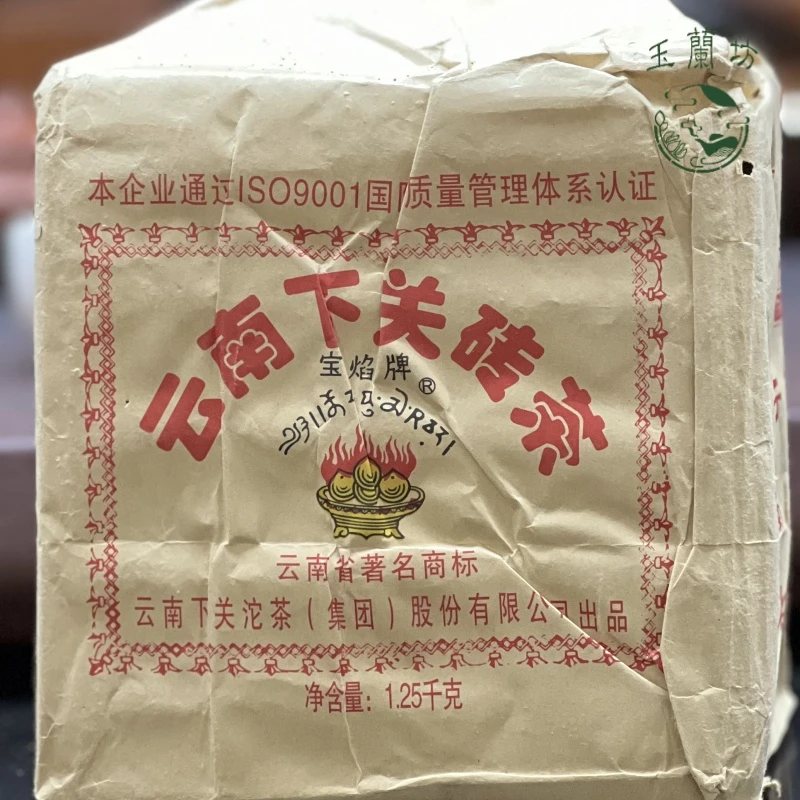 玉蘭坊
本企业通过ISO9001国际质量管理体系认证
云南下关砖茶
宝焰牌®
云南省著名商标
云南下关沱茶（集团）股份有限公司出品
净含量：1.25千克